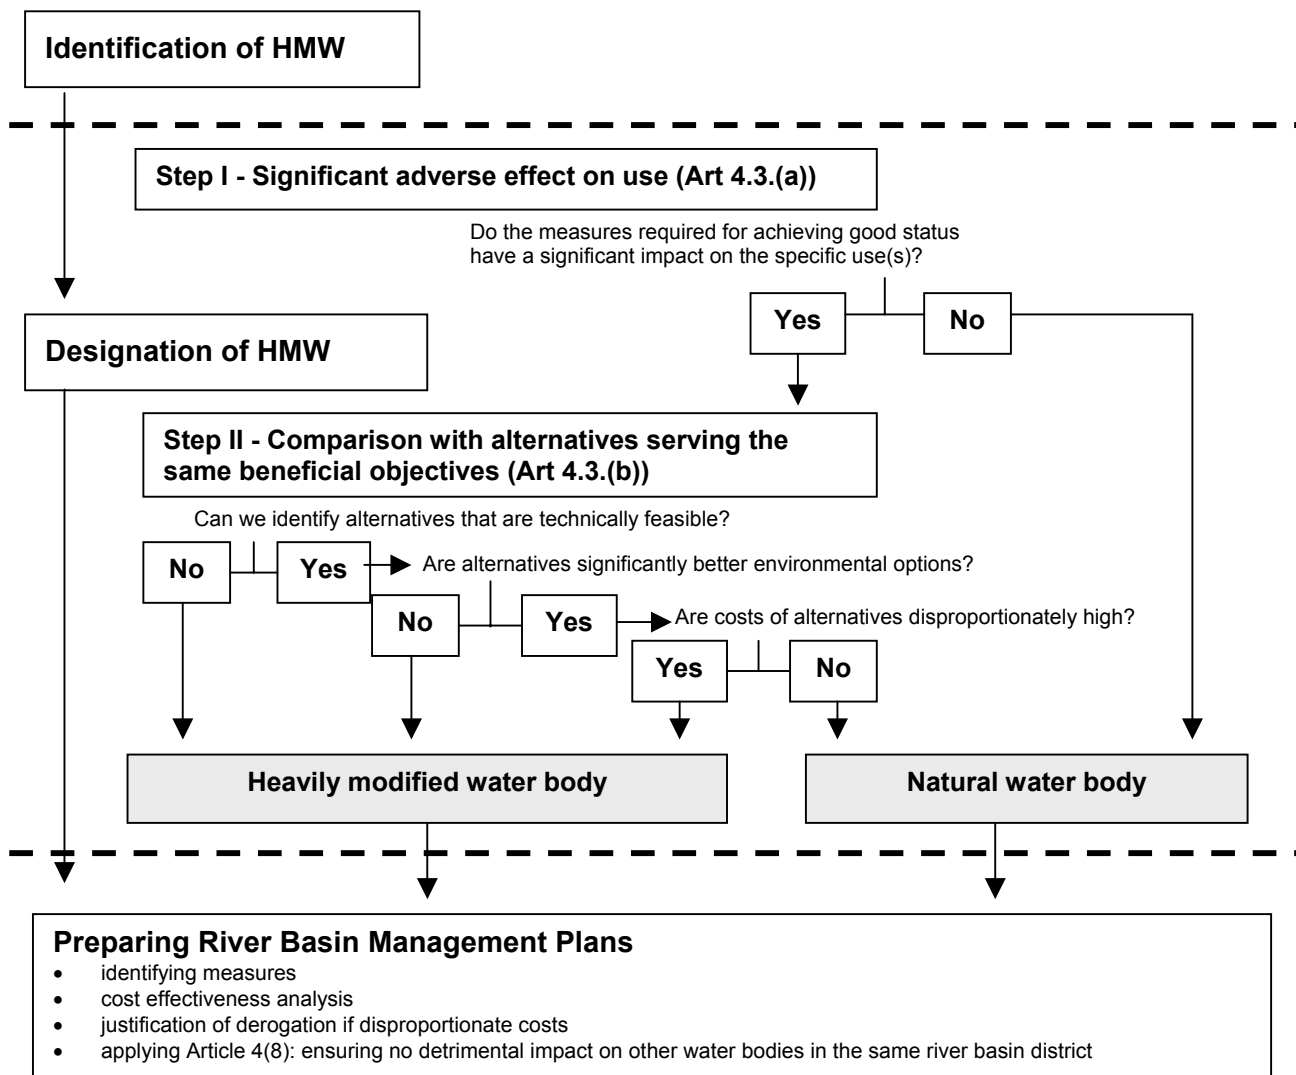 Identification of HMW
Step I - Significant adverse effect on use (Art 4.3.(a))
Do the measures required for achieving good status
have a significant impact on the specific use(s)?
Yes
No
Designation of HMW
Step II - Comparison with alternatives serving the
same beneficial objectives (Art 4.3.(b))
Can we identify alternatives that are technically feasible?
No
Yes
Are alternatives significantly better environmental options?
No
Yes
Are costs of alternatives disproportionately high?
Yes
No
Heavily modified water body
Natural water body
Preparing River Basin Management Plans
• identifying measures
• cost effectiveness analysis
• justification of derogation if disproportionate costs
• applying Article 4(8): ensuring no detrimental impact on other water bodies in the same river basin district